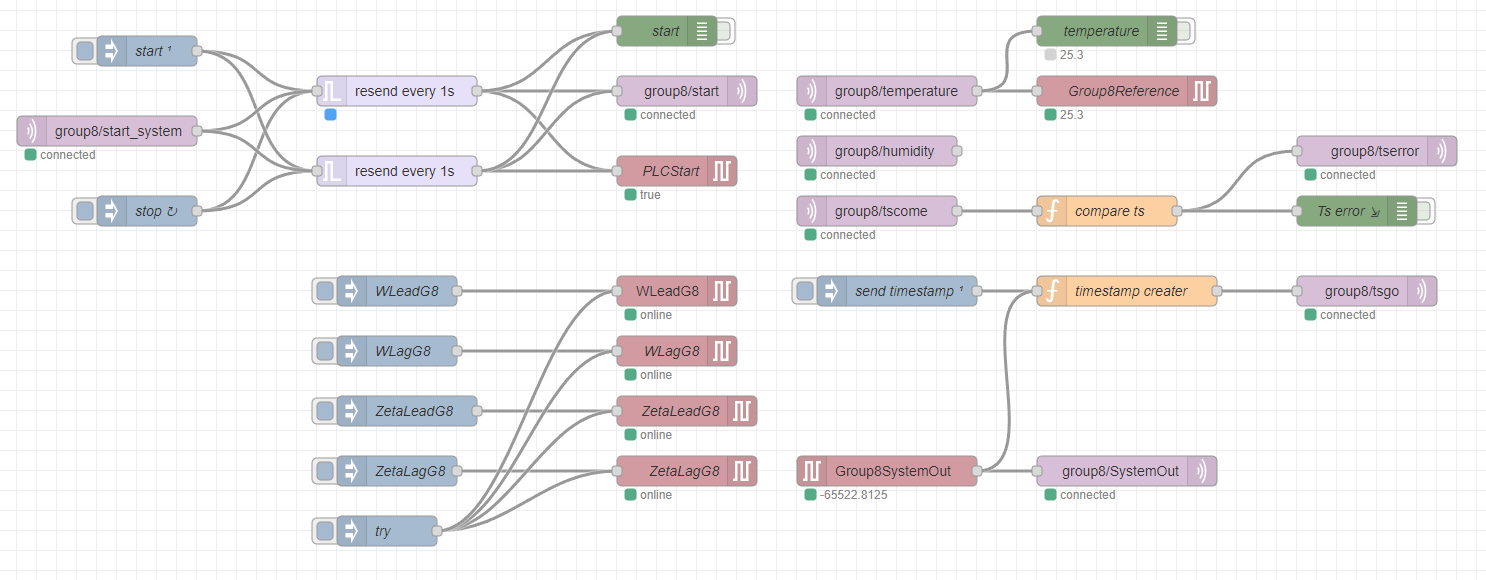 start ¹
group8/start_system
connected
stop ↻
resend every 1s
resend every 1s
start
group8/start
connected
PLCStart
true
temperature
25.3
group8/temperature
connected
Group8Reference
25.3
group8/humidity
connected
group8/tscome
connected
compare ts
group8/tserror
connected
Ts error ⇲
WLeadG8
WLeadG8
online
WLagG8
WLagG8
online
ZetaLeadG8
ZetaLeadG8
online
ZetaLagG8
ZetaLagG8
online
try
send timestamp ¹
timestamp creater
group8/tsgo
connected
Group8SystemOut
-65522.8125
group8/SystemOut
connected